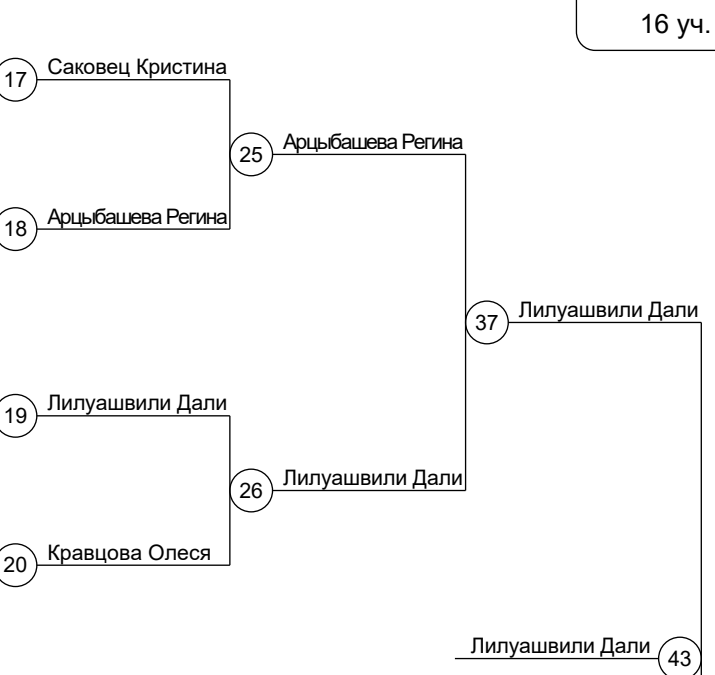 16 уч.
17 Саковец Кристина
25 Арцыбашева Регина
18 Арцыбашева Регина
37 Лилуашвили Дали
19 Лилуашвили Дали
26 Лилуашвили Дали
20 Кравцова Олеся
Лилуашвили Дали 43